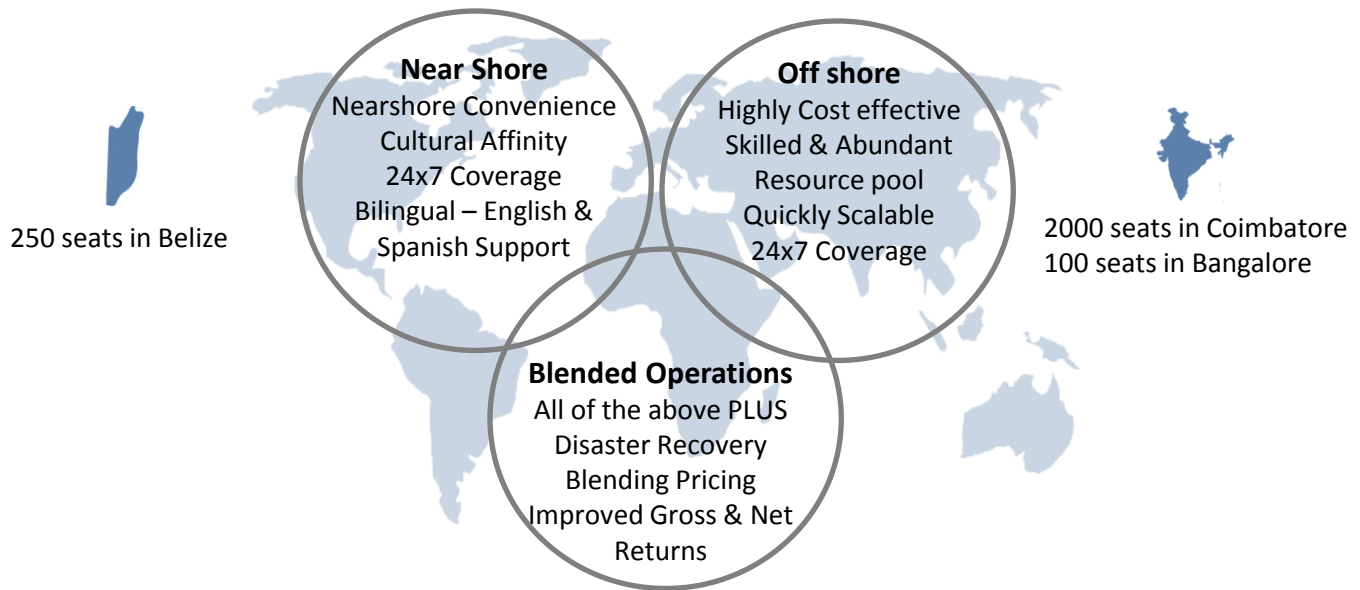 Near Shore
Nearshore Convenience
Cultural Affinity
24x7 Coverage
Bilingual – English &
Spanish Support
Off shore
Highly Cost effective
Skilled & Abundant
Resource pool
Quickly Scalable
24x7 Coverage
250 seats in Belize
2000 seats in Coimbatore
100 seats in Bangalore
Blended Operations
All of the above PLUS
Disaster Recovery
Blending Pricing
Improved Gross & Net
Returns